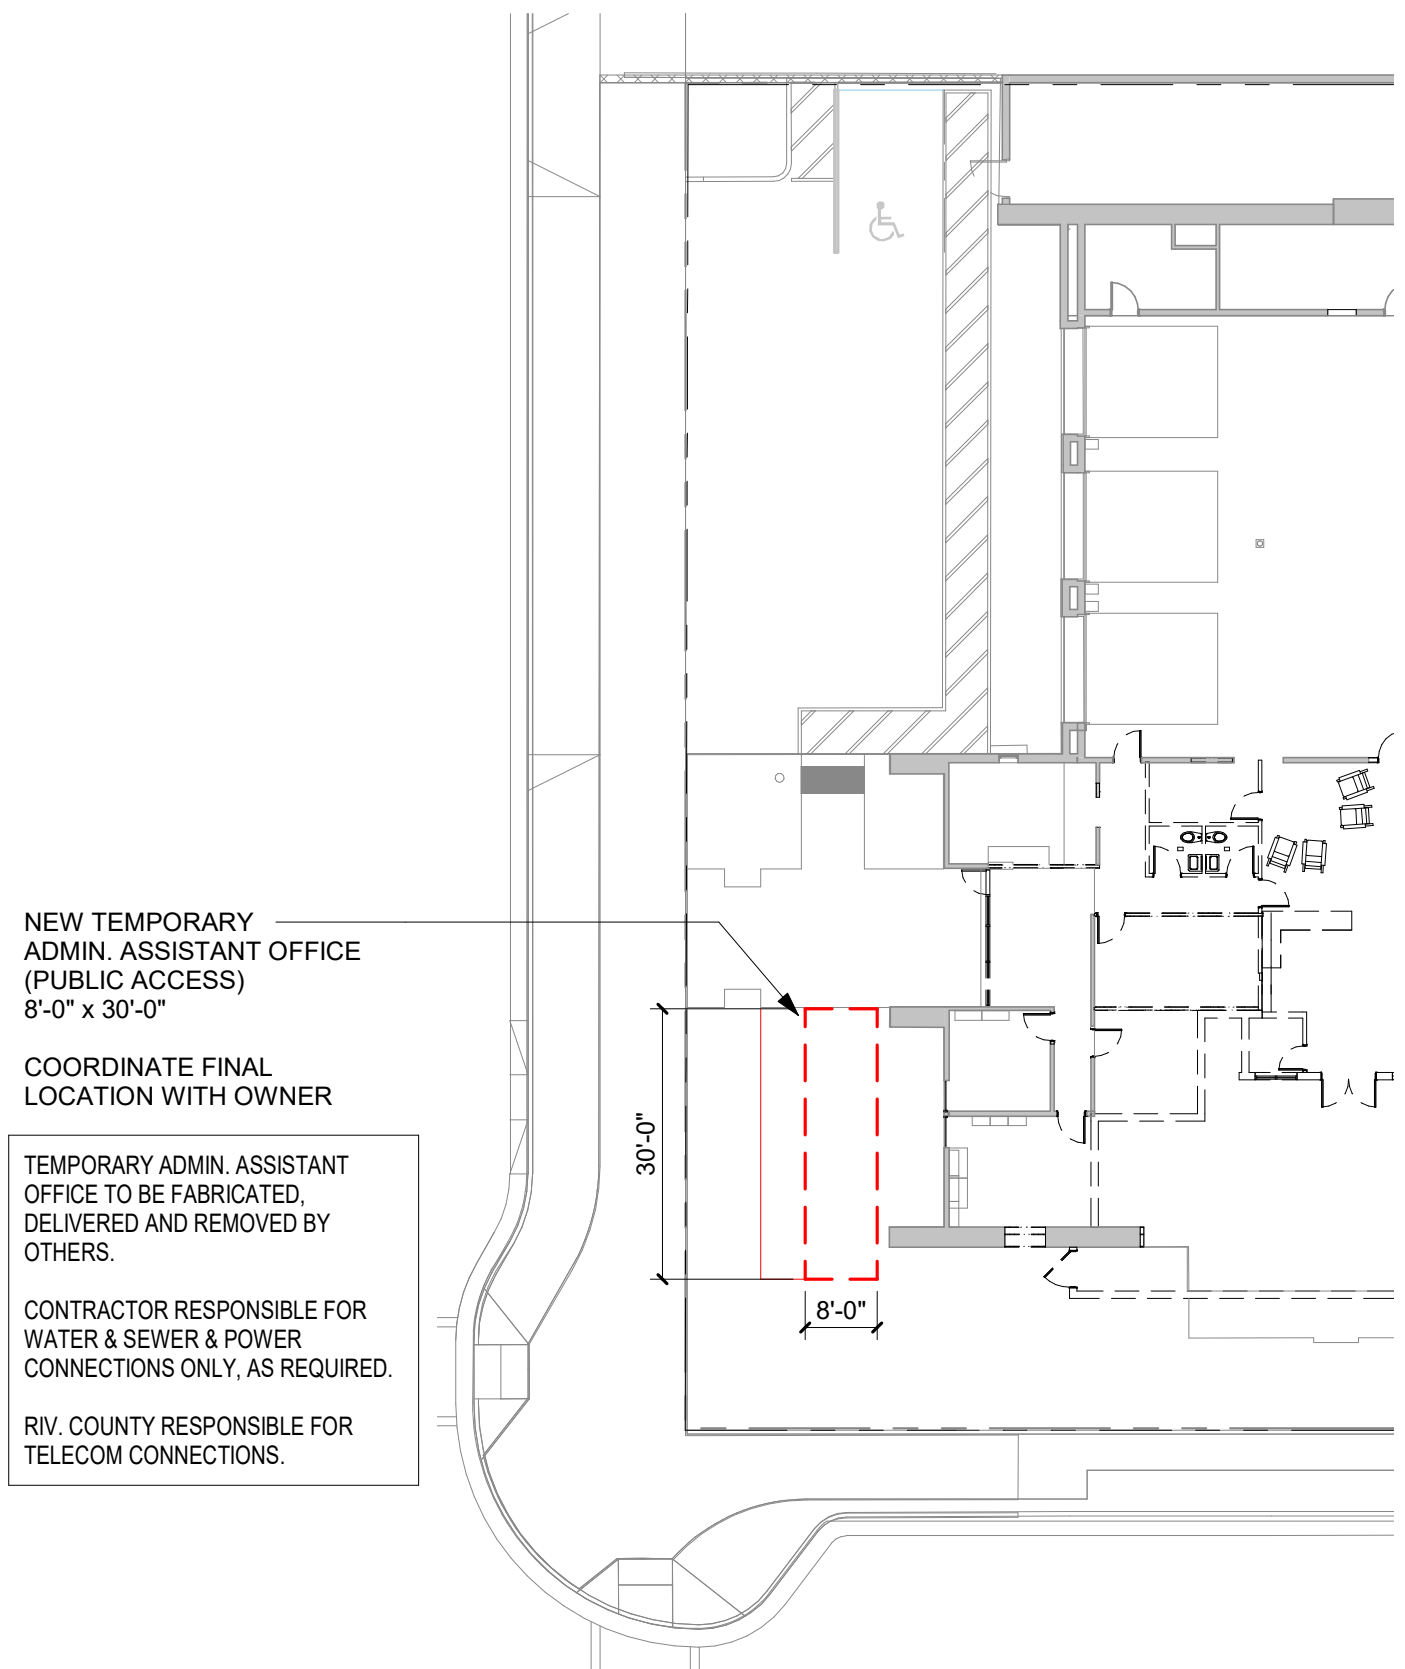 NEW TEMPORARY
ADMIN. ASSISTANT OFFICE
(PUBLIC ACCESS)
8'-0" x 30'-0"
COORDINATE FINAL
LOCATION WITH OWNER
TEMPORARY ADMIN. ASSISTANT
OFFICE TO BE FABRICATED,
DELIVERED AND REMOVED BY
OTHERS.
CONTRACTOR RESPONSIBLE FOR
WATER & SEWER & POWER
CONNECTIONS ONLY, AS REQUIRED.
RIV. COUNTY RESPONSIBLE FOR
TELECOM CONNECTIONS.
30'-0"
8'-0"